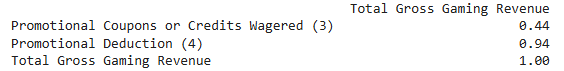 Total Gross Gaming Revenue
Promotional Coupons or Credits Wagered (3) 0.44
Promotional Deduction (4) 0.94
Total Gross Gaming Revenue 1.00